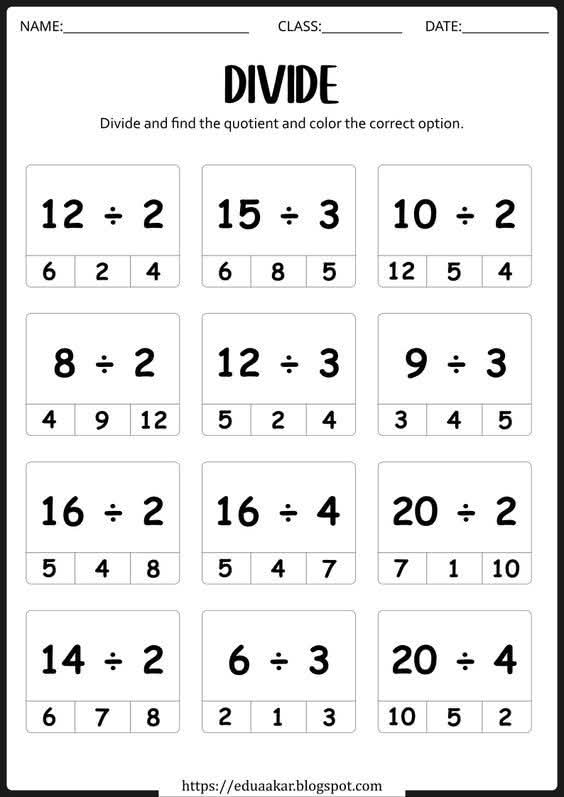 NAME:__________ CLASS:__________ DATE:__________
DIVIDE
Divide and find the quotient and color the correct option.
12 ÷ 2 15 ÷ 3 10 ÷ 2
6 2 4 6 8 5 12 5 4
8 ÷ 2 12 ÷ 3 9 ÷ 3
4 9 12 5 2 4 3 4 5
16 ÷ 2 16 ÷ 4 20 ÷ 2
5 4 8 5 4 7 7 1 10
14 ÷ 2 6 ÷ 3 20 ÷ 4
6 7 8 2 1 3 10 5 2
https://eduaakar.blogspot.com